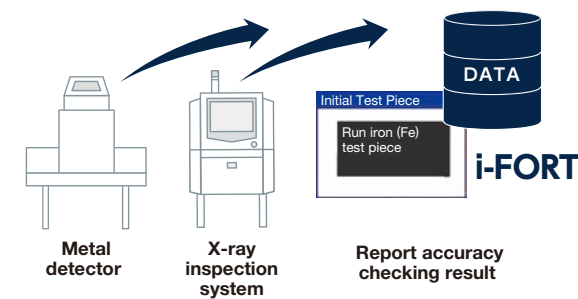 DATA
Initial Test Piece
Run iron (Fe)
test piece
i-FORT
Metal
detector
X-ray
inspection
system
Report accuracy
checking result